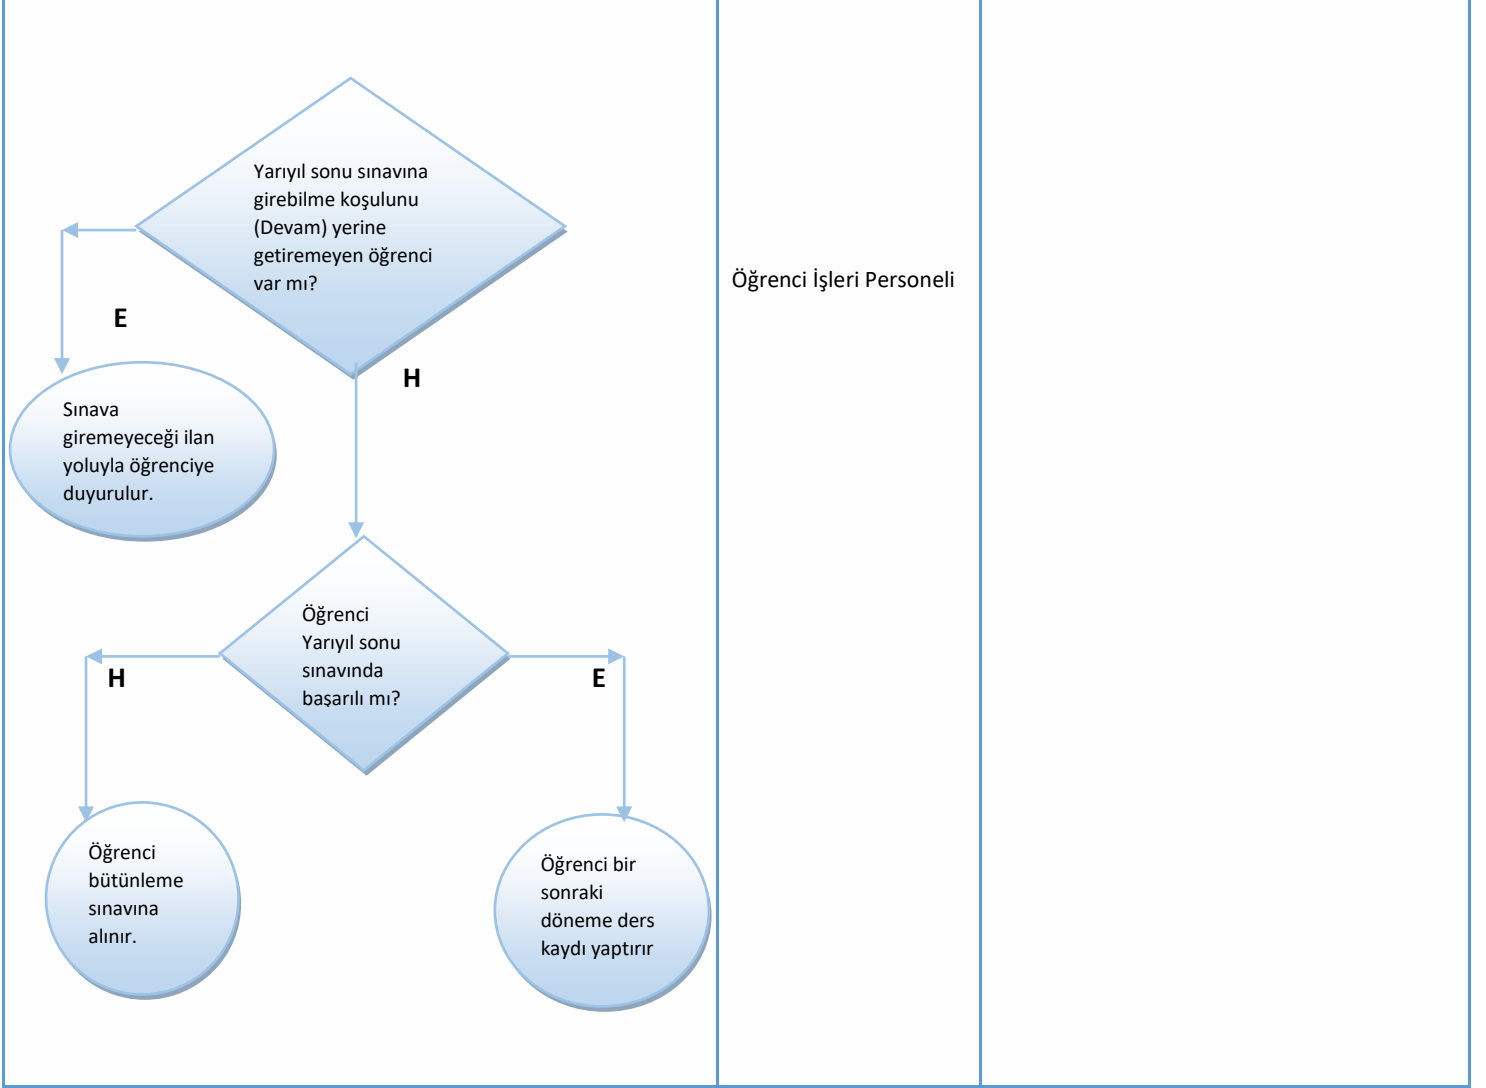 Yarıyıl sonu sınavına
girebilme koşulunu
(Devam) yerine
getiremeyen öğrenci
var mı?
Öğrenci İşleri Personeli
E
H
Sınava
giremeyeceği ilan
yoluyla öğrenciye
duyurulur.
Öğrenci
Yarıyıl sonu
sınavında
başarılı mı?
H
E
Öğrenci
bütünleme
sınavına
alınır.
Öğrenci bir
sonraki
döneme ders
kaydı yaptırır